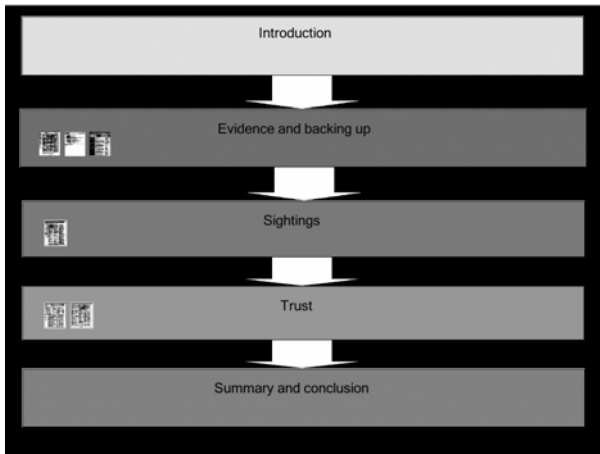 Introduction
Evidence and backing up
Sightings
Trust
Summary and conclusion